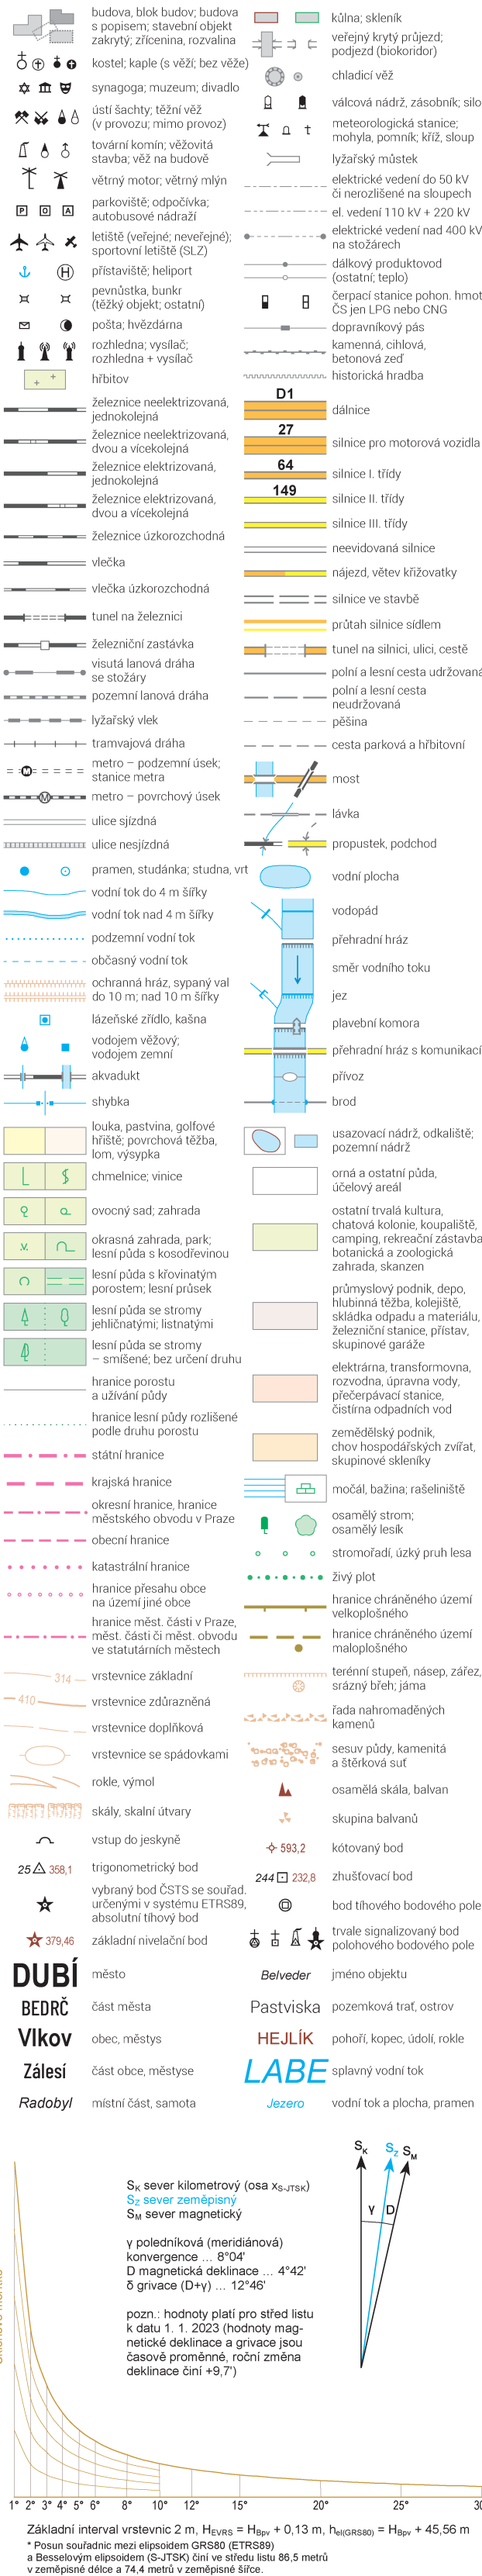 budova, blok budov; budova
s popisem; stavební objekt
zakrytý; zřícenina, rozvalina
kostel; kaple (s věží; bez věže)
synagoga; muzeum; divadlo
ústí šachty; těžní věž
(v provozu; mimo provoz)
tovární komín; věžovitá
stavba; věž na budově
větrný motor; větrný mlýn
P O A
parkoviště; odpočívka;
autobusové nádraží
letiště (veřejné; neveřejné);
sportovní letiště (SLZ)
H
přístaviště; heliport
pevnůstka, bunkr
(těžký objekt; ostatní)
pošta; hvězdárna
rozhledna; vysílač;
rozhledna + vysílač
hřbitov
železnice neelektrizovaná,
jednokolejná
železnice neelektrizovaná,
dvou a vícekolejná
železnice elektrizovaná,
jednokolejná
železnice elektrizovaná,
dvou a vícekolejná
železnice úzkorozchodná
vlečka
vlečka úzkorozchodná
tunel na železnici
železniční zastávka
visutá lanová dráha
se stožáry
pozemní lanová dráha
lyžařský vlek
tramvajová dráha
M
metro – podzemní úsek;
stanice metra
M
metro – povrchový úsek
ulice sjízdná
ulice nesjízdná
pramen, studánka; studna, vrt
vodní tok do 4 m šířky
vodní tok nad 4 m šířky
podzemní vodní tok
občasný vodní tok
ochranná hráz, sypaný val
do 10 m; nad 10 m šířky
lázeňské zřídlo, kašna
vodojem věžový;
vodojem zemní
akvadukt
shybka
louka, pastvina, golfové
hřiště; povrchová těžba,
lom, výsypka
chmelnice; vinice
ovocný sad; zahrada
okrasná zahrada, park;
lesní půda s kosodřevinou
lesní půda s křovinatým
porostem; lesní průsek
lesní půda se stromy
jehličnatými; listnatými
lesní půda se stromy
– smíšené; bez určení druhu
hranice porostu
a užívání půdy
hranice lesní půdy rozlišené
podle druhu porostu
státní hranice
krajská hranice
okresní hranice, hranice
městského obvodu v Praze
obecní hranice
katastrální hranice
hranice přesahu obce
na území jiné obce
hranice měst. části v Praze,
měst. části či měst. obvodu
ve statutárních městech
314
vrstevnice základní
410
vrstevnice zdůrazněná
vrstevnice doplňková
vrstevnice se spádovkami
rokle, výmol
skály, skalní útvary
vstup do jeskyně
25 358,1
trigonometrický bod
vybraný bod ČSTS se souřad.
určenými v systému ETRS89,
absolutní tíhový bod
379,46
základní nivelační bod
DUBÍ
město
BEDRČ
část města
Vlkov
obec, městys
Zálesí
část obce, městyse
Radobyl
místní část, samota
kůlna; skleník
veřejný krytý průjezd;
podjezd (biokoridor)
chladicí věž
válcová nádrž, zásobník; silo
meteorologická stanice;
mohyla, pomník; kříž, sloup
lyžařský můstek
elektrické vedení do 50 kV
či nerozlišené na sloupech
el. vedení 110 kV + 220 kV
elektrické vedení nad 400 kV
na stožárech
dálkový produktovod
(ostatní; teplo)
čerpací stanice pohon. hmot
ČS jen LPG nebo CNG
dopravníkový pás
kamenná, cihlová,
betonová zeď
historická hradba
D1
dálnice
27
silnice pro motorová vozidla
64
silnice I. třídy
149
silnice II. třídy
silnice III. třídy
neevidovaná silnice
nájezd, větev křižovatky
silnice ve stavbě
průtah silnice sídlem
tunel na silnici, ulici, cestě
polní a lesní cesta udržovaná
polní a lesní cesta
neudržovaná
pěšina
cesta parková a hřbitovní
most
lávka
propustek, podchod
vodní plocha
vodopád
přehradní hráz
směr vodního toku
jez
plavební komora
přehradní hráz s komunikací
přívoz
brod
usazovací nádrž, odkaliště;
pozemní nádrž
orná a ostatní půda,
účelový areál
ostatní trvalá kultura,
chatová kolonie, koupaliště,
camping, rekreační zástavba
botanická a zoologická
zahrada, skanzen
průmyslový podnik, depo,
hlubinná těžba, kolejiště,
skládka odpadu a materiálu,
železniční stanice, přístav,
skupinové garáže
elektrárna, transformovna,
rozvodna, úpravna vody,
přečerpávací stanice,
čistírna odpadních vod
zemědělský podnik,
chov hospodářských zvířat,
skupinové skleníky
močál, bažina; rašeliniště
osamělý strom;
osamělý lesík
stromořadí, úzký pruh lesa
živý plot
hranice chráněného území
velkoplošného
hranice chráněného území
maloplošného
terénní stupeň, násep, zářez,
srázný břeh; jáma
řada nahromaděných
kamenů
sesuv půdy, kamenitá
a štěrková suť
osamělá skála, balvan
skupina balvanů
593,2
kótovaný bod
244 232,8
zhušťovací bod
bod tíhového bodového pole
trvale signalizovaný bod
polohového bodového pole
Belveder
jméno objektu
Pastviska
pozemková trať, ostrov
HEJLÍK
pohoří, kopec, údolí, rokle
LABE
splavný vodní tok
Jezero
vodní tok a plocha, pramen
SK sever kilometrový (osa xS-JTSK)
SZ sever zeměpisný
SM sever magnetický
γ poledníková (meridiánová)
konvergence ... 8°04'
D magnetická deklinace ... 4°42'
δ grivace (D+γ) ... 12°46'
pozn.: hodnoty platí pro střed listu
k datu 1. 1. 2023 (hodnoty mag-
netické deklinace a grivace jsou
časově proměnné, roční změna
deklinace činí +9,7')
SK SZ SM
γ D
1° 2° 3° 4° 5° 6° 8° 10° 15° 20° 25° 30
Základní interval vrstevnic 2 m, HEVRS = HBpv + 0,13 m, hel(GRS80) = HBpv + 45,56 m
* Posun souřadnic mezi elipsoidem GRS80 (ETRS89)
a Besselovým elipsoidem (S-JTSK) činí ve středu listu 86,5 metrů
v zeměpisné délce a 74,4 metrů v zeměpisné šířce.